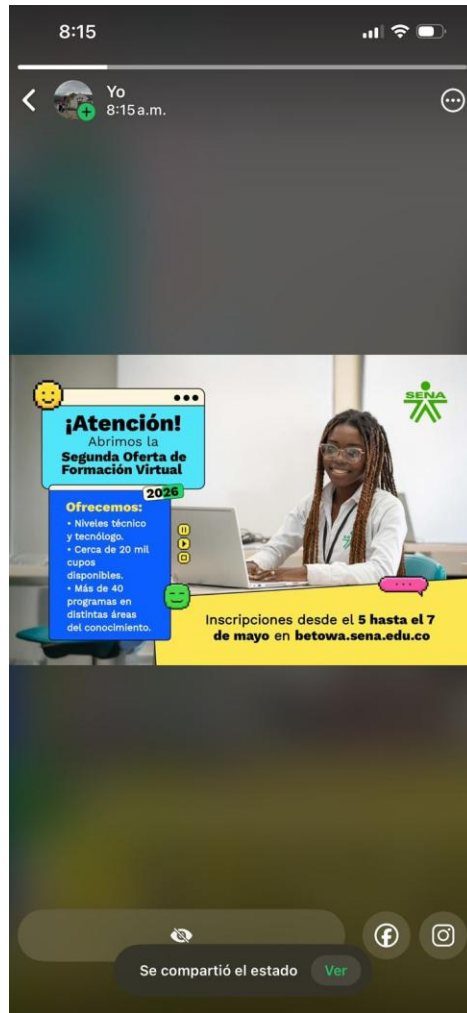 8:15
Yo
8:15 a.m.
SENA
¡Atención!
Abrimos la
Segunda Oferta de
Formación Virtual
2026
Ofrecemos:
• Niveles técnico
y tecnólogo.
• Cerca de 20 mil
cupos
disponibles.
• Más de 40
programas en
distintas áreas
del conocimiento.
Inscripciones desde el 5 hasta el 7
de mayo en betowa.sena.edu.co
Se compartió el estado Ver